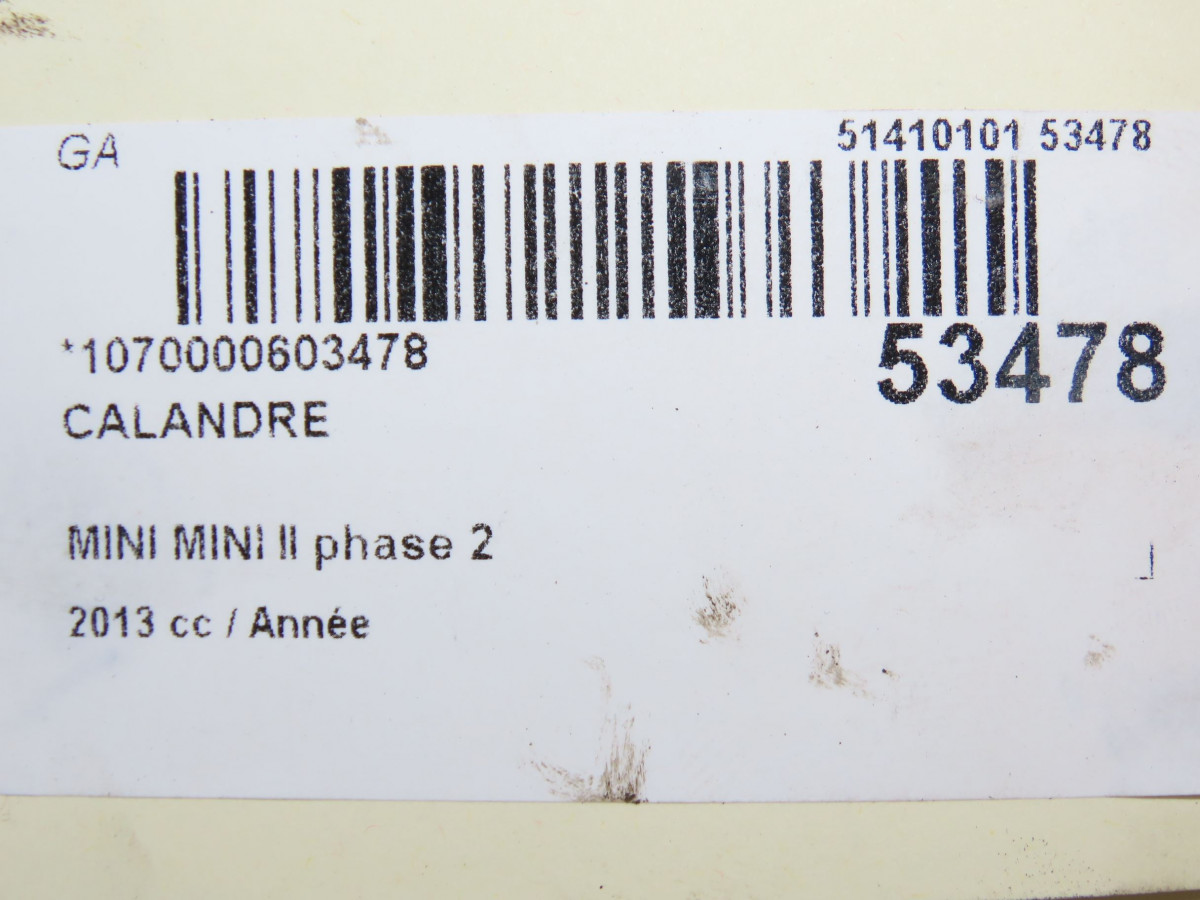 GA
51410101 53478
*1070000603478
53478
CALANDRE
MINI MINI II phase 2
2013 cc / Année